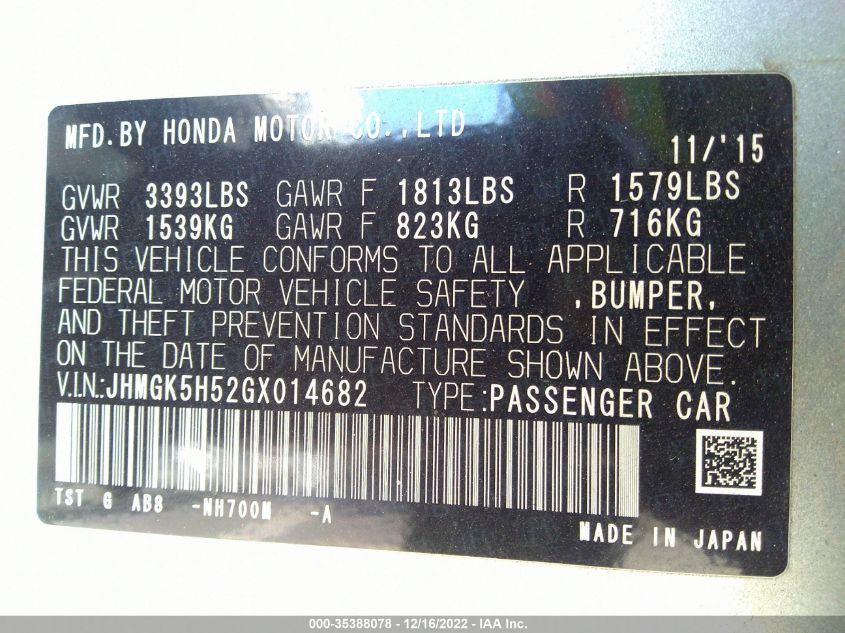 MFD. BY HONDA MOTOR CO., LTD
11/'15
GVWR 3393LBS GAWR F 1813LBS R 1579LBS
GVWR 1539KG GAWR F 823KG R 716KG
THIS VEHICLE CONFORMS TO ALL APPLICABLE
FEDERAL MOTOR VEHICLE SAFETY ,BUMPER,
AND THEFT PREVENTION STANDARDS IN EFFECT
ON THE DATE OF MANUFACTURE SHOWN ABOVE.
V.I.N.:JHMGK5H52GX014682 TYPE:PASSENGER CAR
TST G AB8 -NH700M -A
MADE IN JAPAN
000-35388078 - 12/16/2022 - IAA Inc.